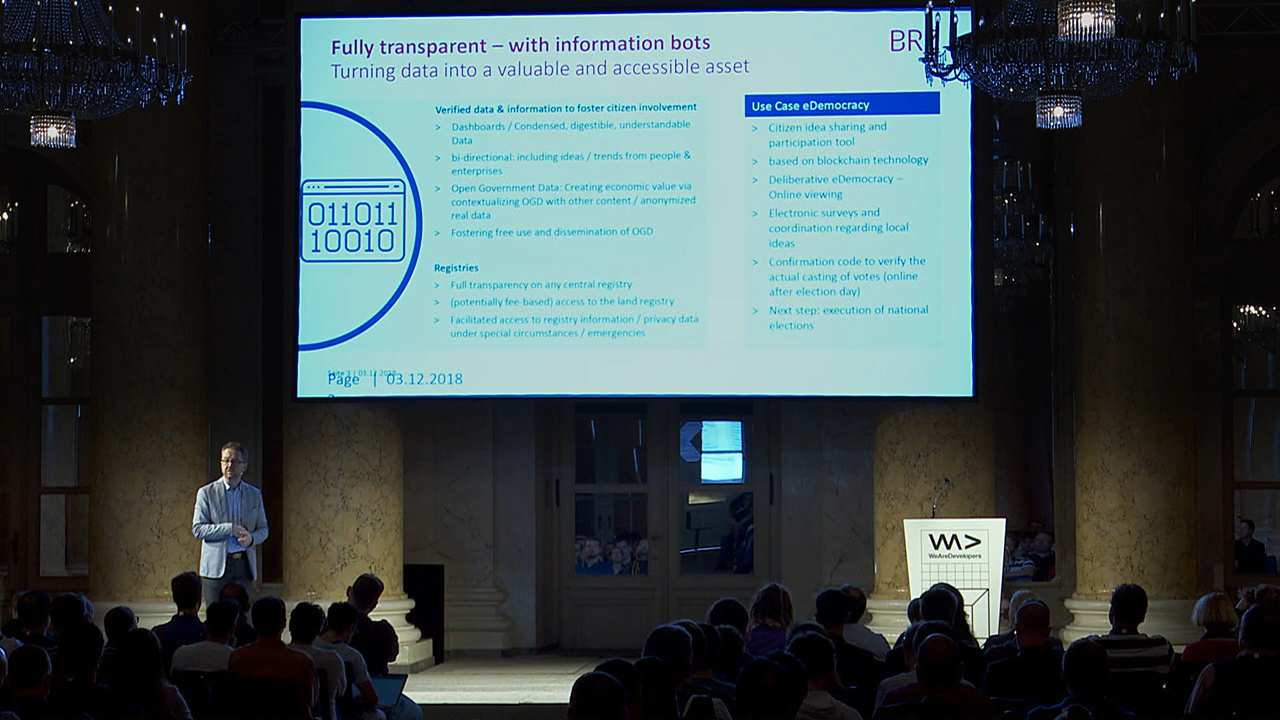 Fully transparent – with information bots
Turning data into a valuable and accessible asset
BR
011011
10010
Verified data & information to foster citizen involvement
> Dashboards / Condensed, digestible, understandable
Data
> bi-directional: including ideas / trends from people &
enterprises
> Open Government Data: Creating economic value via
contextualizing OGD with other content / anonymized
real data
> Fostering free use and dissemination of OGD
Registries
> Full transparency on any central registry
> (potentially fee-based) access to the land registry
> Facilitated access to registry information / privacy data
under special circumstances / emergencies
Use Case eDemocracy
> Citizen idea sharing and
participation tool
> based on blockchain technology
> Deliberative eDemocracy –
Online viewing
> Electronic surveys and
coordination regarding local
ideas
> Confirmation code to verify the
actual casting of votes (online
after election day)
> Next step: execution of national
elections
Page | 03.12.2018
WeAreDevelopers